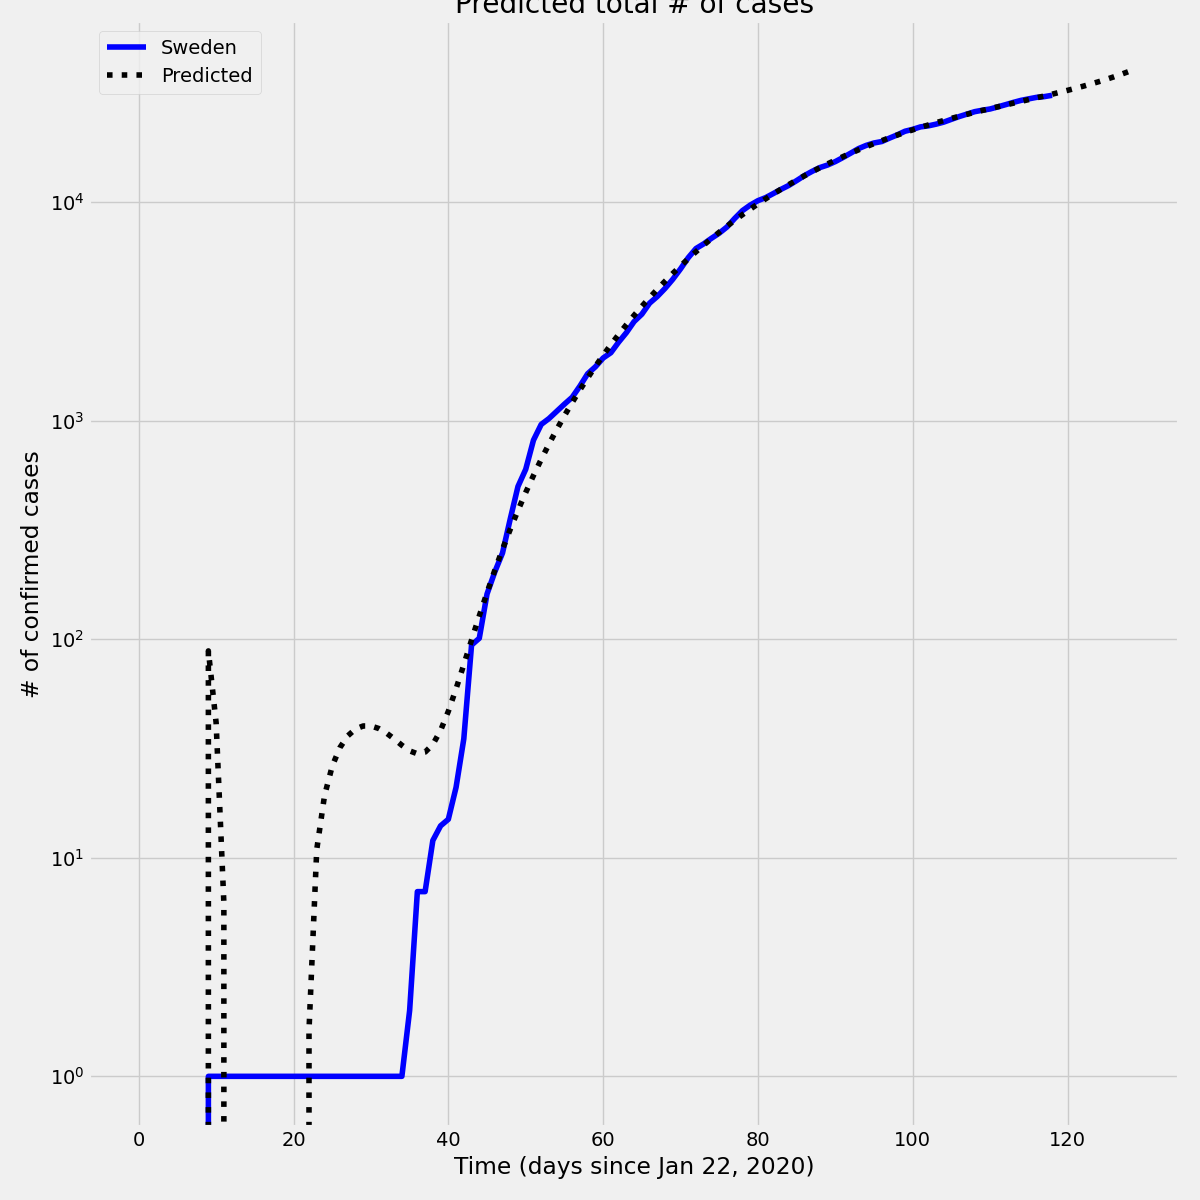 Predicted total # of cases
Sweden
Predicted
# of confirmed cases
10⁴
10³
10²
10¹
10⁰
0 20 40 60 80 100 120
Time (days since Jan 22, 2020)